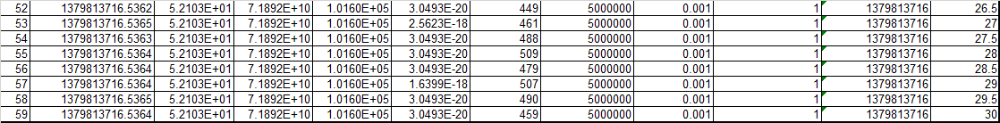 52 1379813716.5362 5.2103E+01 7.1892E+10 1.0160E+05 3.0493E-20 449 5000000 0.001 1 1379813716 26.5
53 1379813716.5365 5.2103E+01 7.1892E+10 1.0160E+05 2.5623E-18 461 5000000 0.001 1 1379813716 27
54 1379813716.5363 5.2103E+01 7.1892E+10 1.0160E+05 3.0493E-20 488 5000000 0.001 1 1379813716 27.5
55 1379813716.5364 5.2103E+01 7.1892E+10 1.0160E+05 3.0493E-20 509 5000000 0.001 1 1379813716 28
56 1379813716.5364 5.2103E+01 7.1892E+10 1.0160E+05 3.0493E-20 479 5000000 0.001 1 1379813716 28.5
57 1379813716.5364 5.2103E+01 7.1892E+10 1.0160E+05 1.6399E-18 507 5000000 0.001 1 1379813716 29
58 1379813716.5365 5.2103E+01 7.1892E+10 1.0160E+05 3.0493E-20 490 5000000 0.001 1 1379813716 29.5
59 1379813716.5364 5.2103E+01 7.1892E+10 1.0160E+05 3.0493E-20 459 5000000 0.001 1 1379813716 30